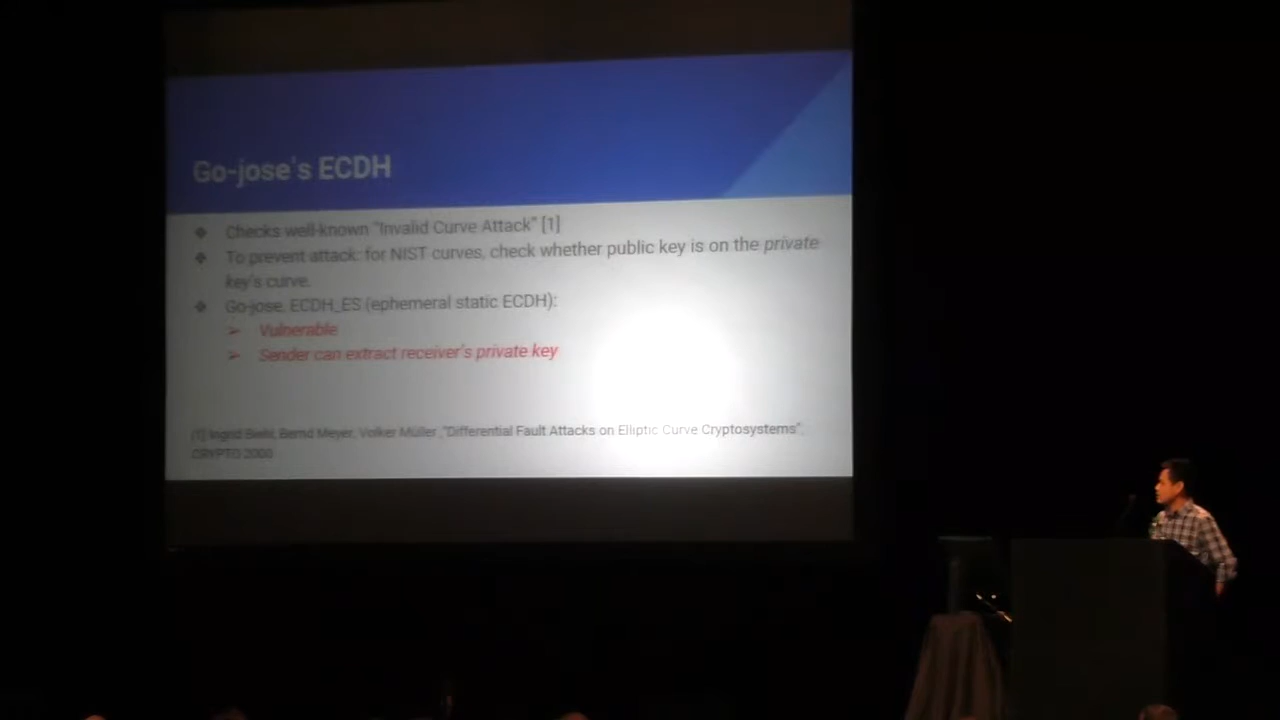 Go-jose's ECDH
❖ Checks well-known "Invalid Curve Attack" [1]
❖ To prevent attack: for NIST curves, check whether public key is on the private
key's curve.
❖ Go-jose, ECDH_ES (ephemeral static ECDH):
➢ Vulnerable
➢ Sender can extract receiver's private key
[1] Ingrid Biehl, Bernd Meyer, Volker Müller ,"Differential Fault Attacks on Elliptic Curve Cryptosystems",
CRYPTO 2000